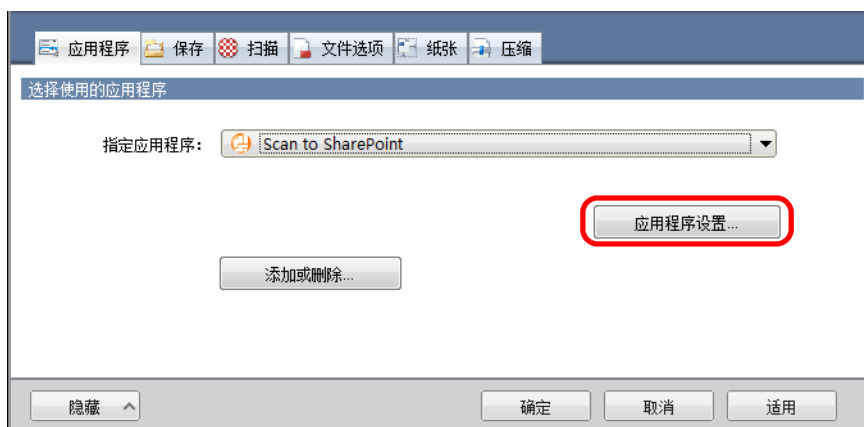 应用程序 保存 扫描 文件选项 纸张 压缩
选择使用的应用程序
指定应用程序: Scan to SharePoint
应用程序设置...
添加或删除...
隐藏 确定 取消 适用